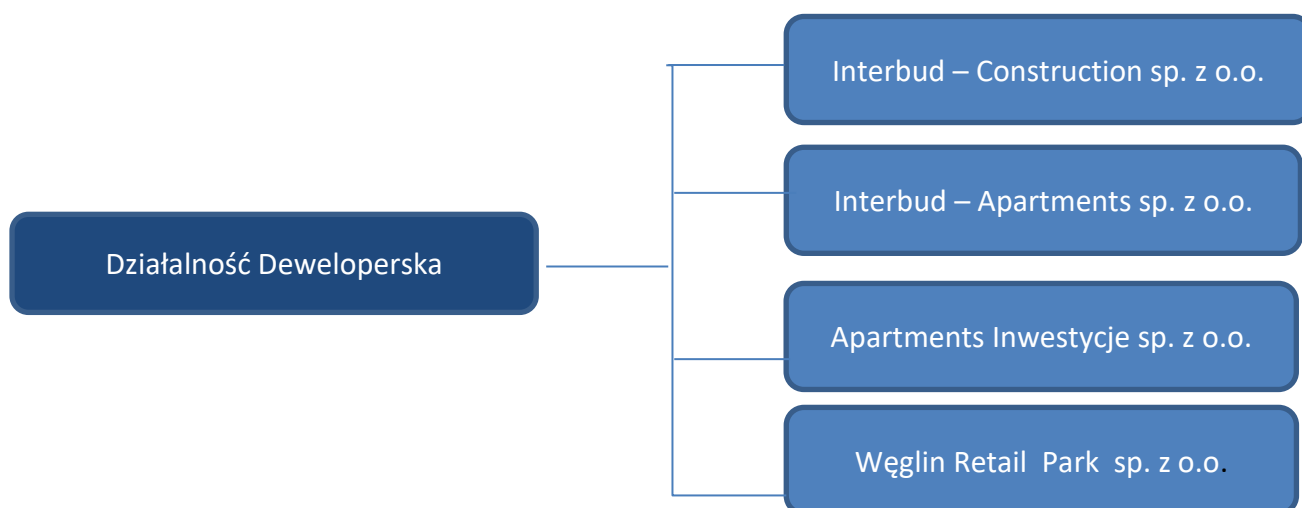 Interbud – Construction sp. z o.o.
Interbud – Apartments sp. z o.o.
Działalność Deweloperska
Apartments Inwestycje sp. z o.o.
Węglin Retail  Park  sp. z o.o.